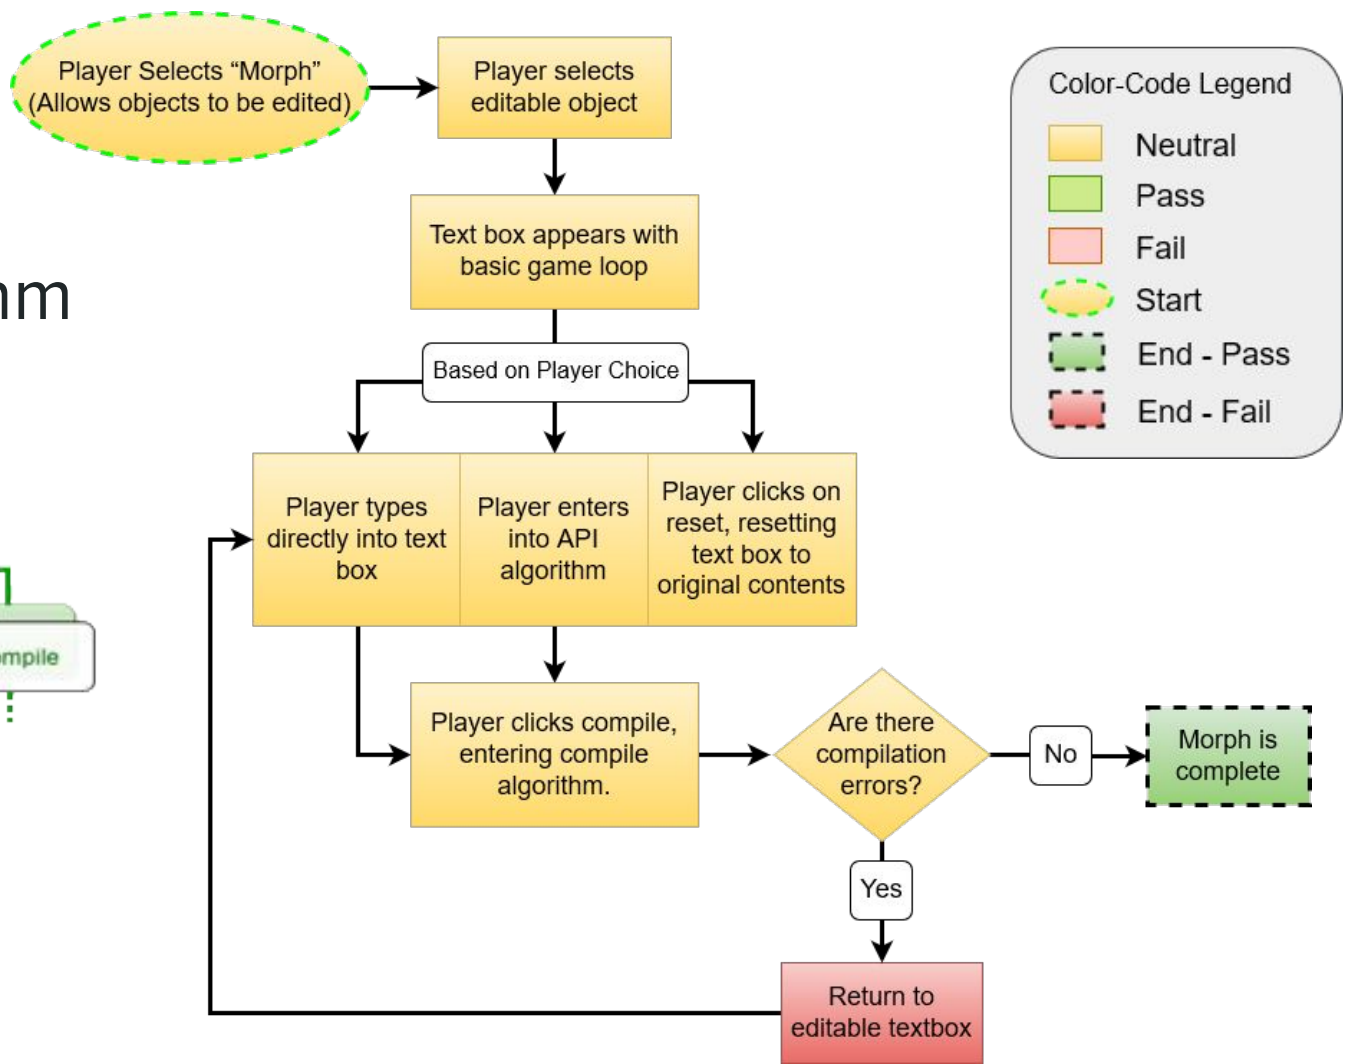 Player Selects “Morph”
(Allows objects to be edited)
Player selects
editable object
Text box appears with
basic game loop
Based on Player Choice
Player types
directly into text
box
Player enters
into API
algorithm
Player clicks on
reset, resetting
text box to
original contents
Player clicks compile,
entering compile
algorithm.
Are there
compilation
errors?
No
Morph is
complete
Yes
Return to
editable textbox
Color-Code Legend
Neutral
Pass
Fail
Start
End - Pass
End - Fail